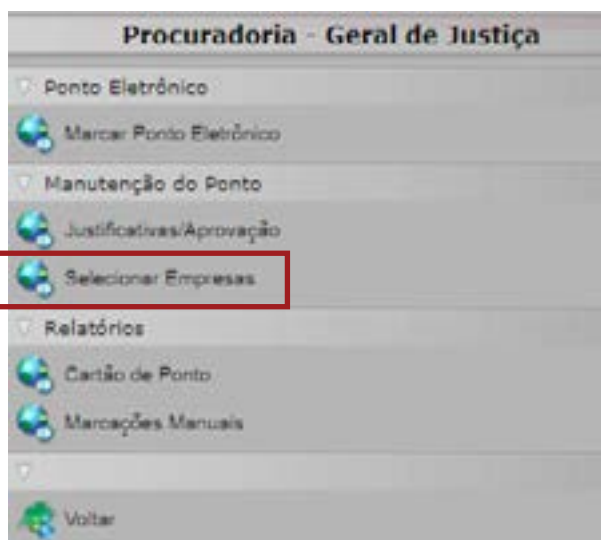 Procuradoria - Geral de Justiça
Ponto Eletrônico
Marcar Ponto Eletrônico
Manutenção do Ponto
Justificativas/Aprovação
Selecionar Empresas
Relatórios
Cartão de Ponto
Marcações Manuais
Voltar